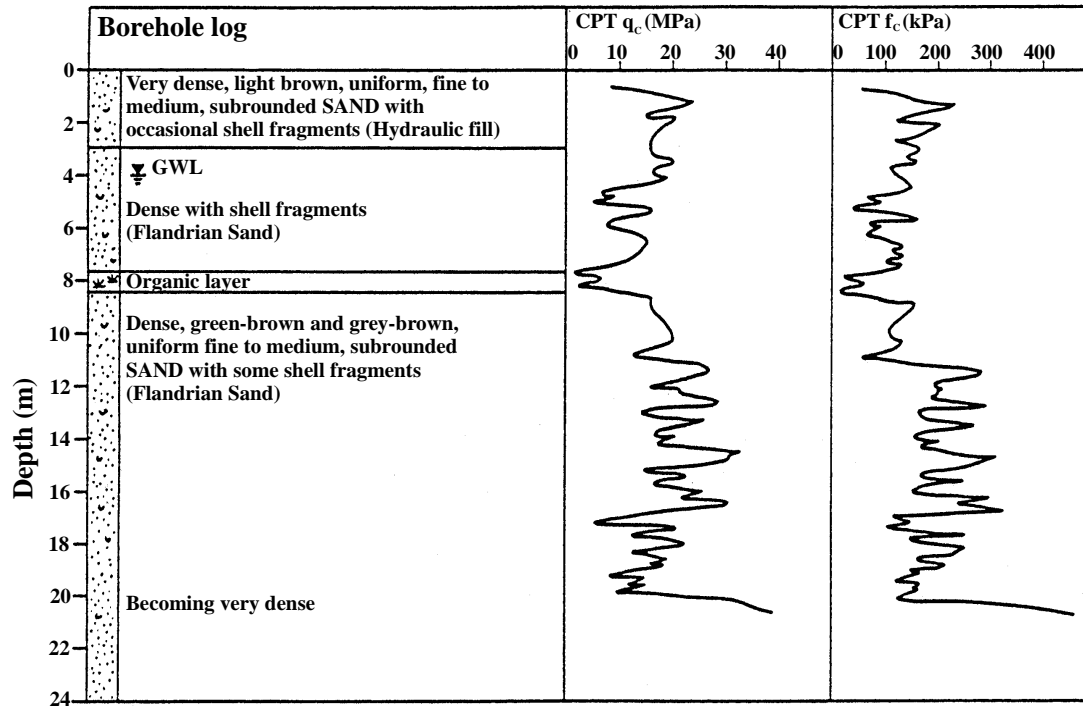 Borehole log
CPT q_c (MPa)
0 10 20 30 40
CPT f_c (kPa)
0 100 200 300 400
Depth (m)
0
2
4
6
8
10
12
14
16
18
20
22
24
Very dense, light brown, uniform, fine to
medium, subrounded SAND with
occasional shell fragments (Hydraulic fill)
GWL
Dense with shell fragments
(Flandrian Sand)
Organic layer
Dense, green-brown and grey-brown,
uniform fine to medium, subrounded
SAND with some shell fragments
(Flandrian Sand)
Becoming very dense